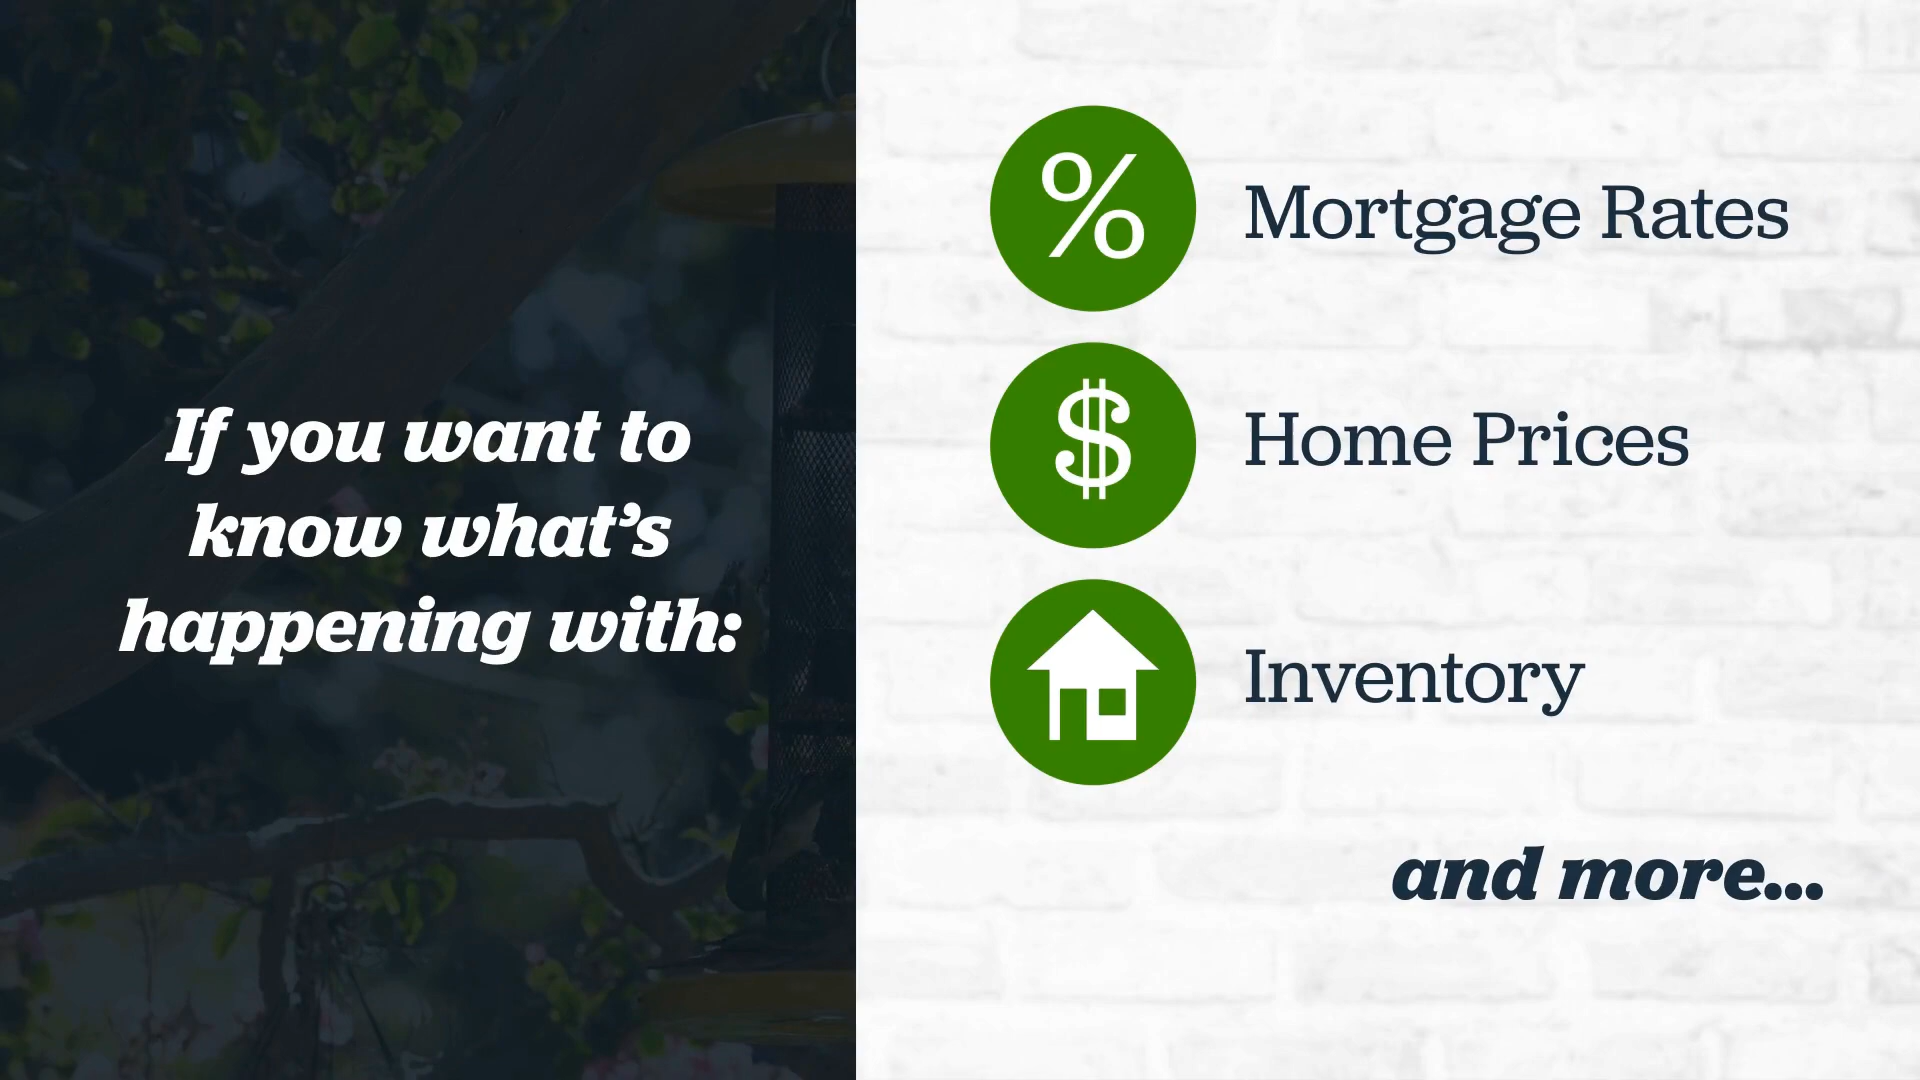 If you want to
know what’s
happening with:
%
Mortgage Rates
$
Home Prices
Inventory
and more...